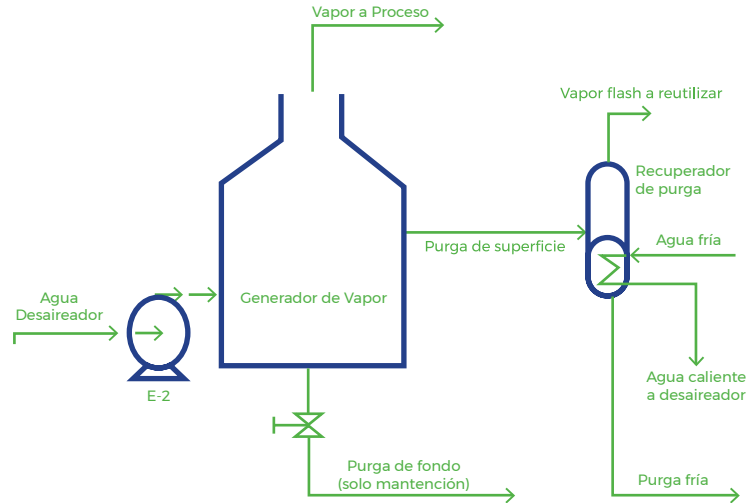 Vapor a Proceso
Vapor flash a reutilizar
Recuperador
de purga
Purga de superficie
Agua fría
Agua
Desaireador
Generador de Vapor
Agua caliente
a desaireador
E-2
Purga de fondo
(solo mantención)
Purga fría